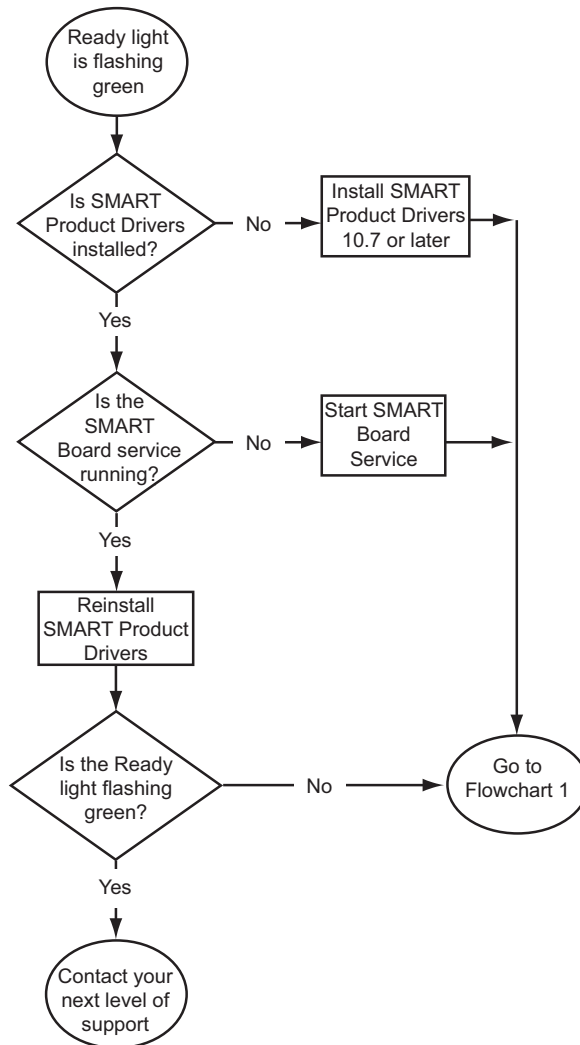 Ready light
is flashing
green
Is SMART
Product Drivers
installed?
No
Install SMART
Product Drivers
10.7 or later
Yes
Is the
SMART
Board service
running?
No
Start SMART
Board
Service
Yes
Reinstall
SMART Product
Drivers
Is the Ready
light flashing
green?
No
Go to
Flowchart 1
Yes
Contact your
next level of
support